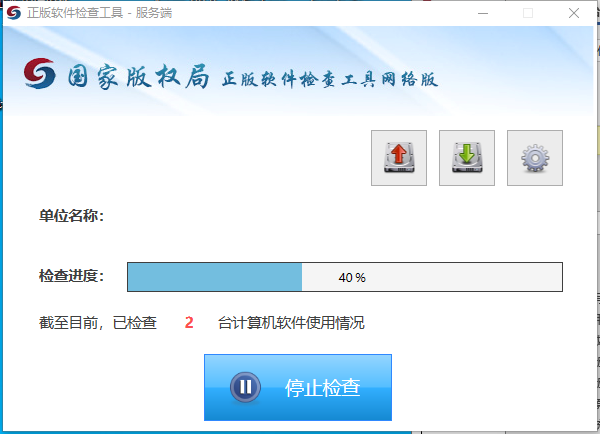 正版软件检查工具 - 服务端
国家版权局 正版软件检查工具网络版
单位名称：
检查进度： 40 %
截至目前，已检查 2 台计算机软件使用情况
停止检查